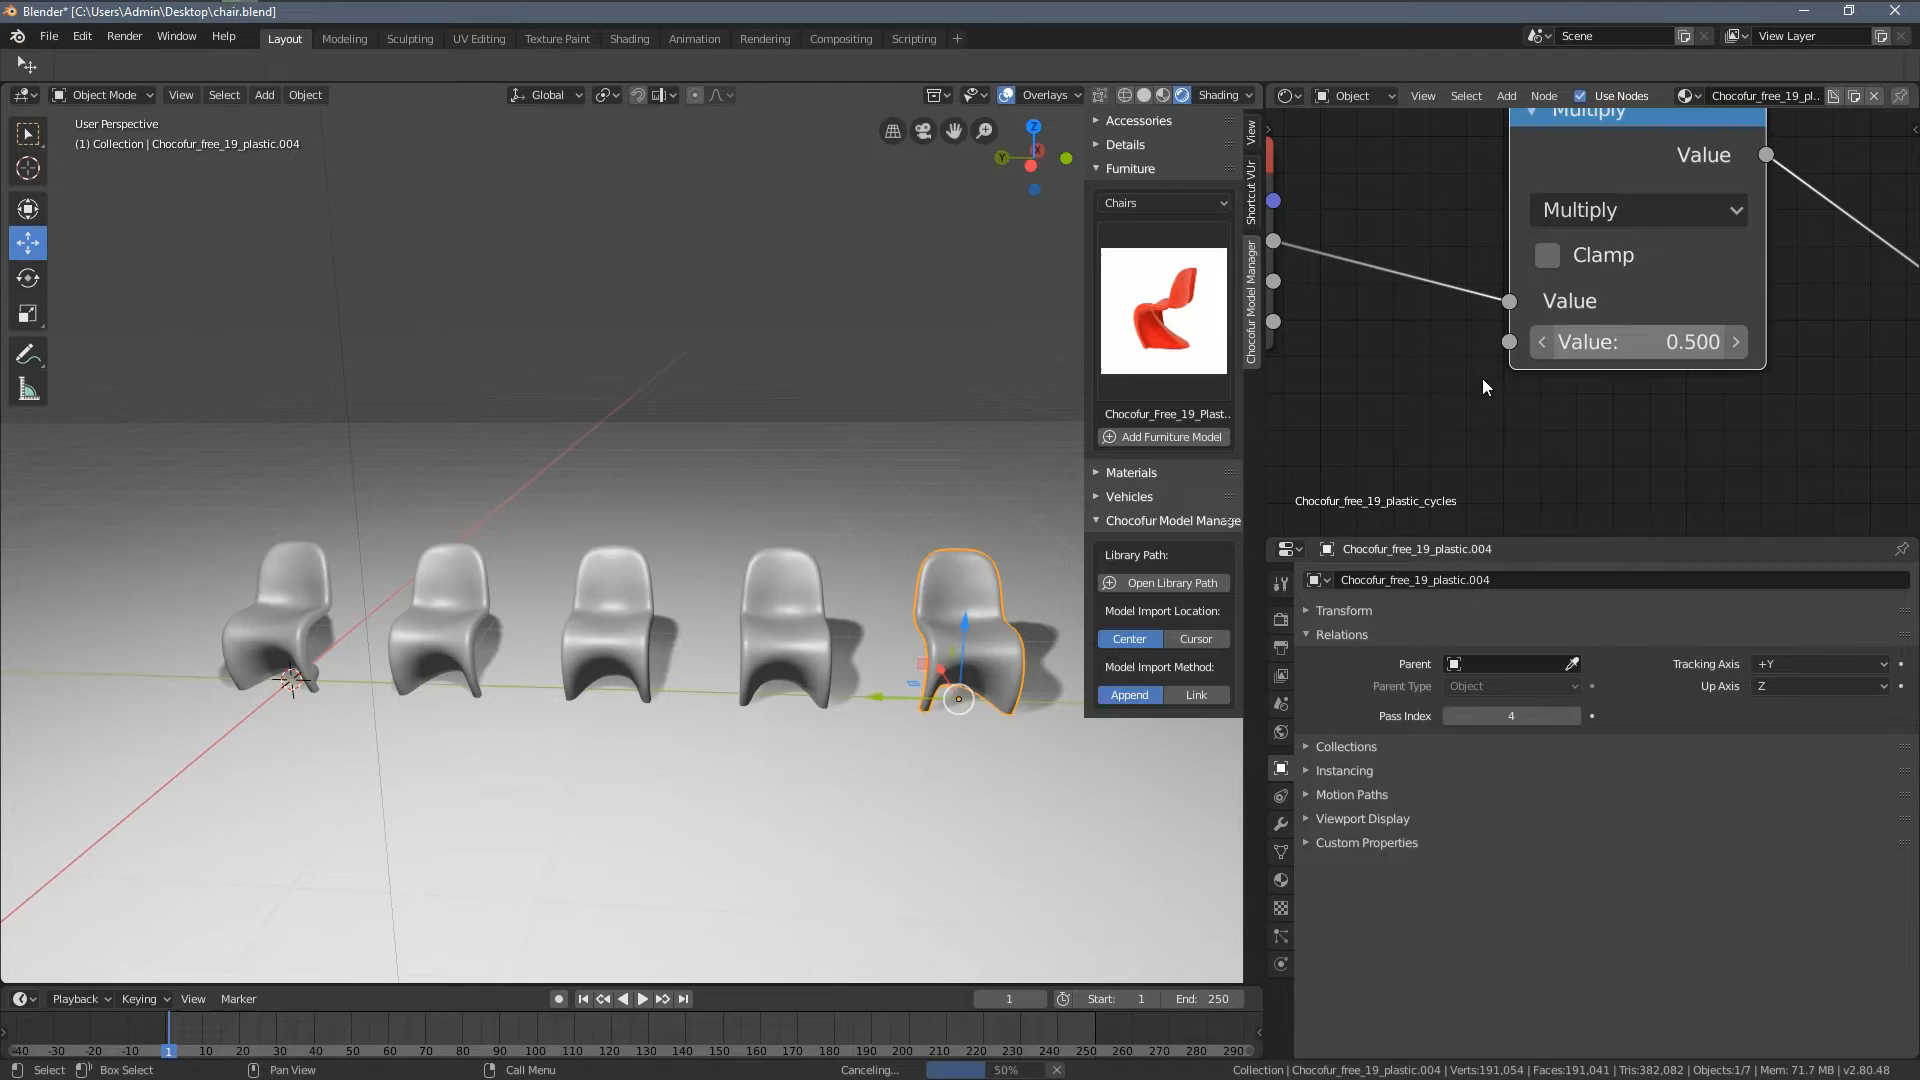 Blender* [C:\Users\Admin\Desktop\chair.blend]
File Edit Render Window Help Layout Modeling Sculpting UV Editing Texture Paint Shading Animation Rendering Compositing Scripting + Scene View Layer
Object Mode View Select Add Object Global Overlays Shading
Object View Select Add Node Use Nodes Chocofur_free_19_pl..
User Perspective
(1) Collection | Chocofur_free_19_plastic.004
Z
Y
X
Accessories
Details
Furniture
Chairs
Chocofur_Free_19_Plast..
Add Furniture Model
Materials
Vehicles
Chocofur Model Manage
Library Path:
Open Library Path
Model Import Location:
Center Cursor
Model Import Method:
Append Link
View
Shortcut VUr
Chocofur Model Manager
Multiply
Value
Multiply
Clamp
Value
Value: 0.500
Chocofur_free_19_plastic_cycles
Chocofur_free_19_plastic.004
Chocofur_free_19_plastic.004
Transform
Relations
Parent Tracking Axis +Y
Parent Type Object Up Axis Z
Pass Index 4
Collections
Instancing
Motion Paths
Viewport Display
Custom Properties
Playback Keying View Marker 1 Start: 1 End: 250
-40 -30 -20 -10 1 10 20 30 40 50 60 70 80 90 100 110 120 130 140 150 160 170 180 190 200 210 220 230 240 250 260 270 280 290
Select Box Select Pan View Call Menu Canceling... 50% Collection | Chocofur_free_19_plastic.004 | Verts:191,054 | Faces:191,041 | Tris:382,082 | Objects:1/7 | Mem: 71.7 MB | v2.80.48